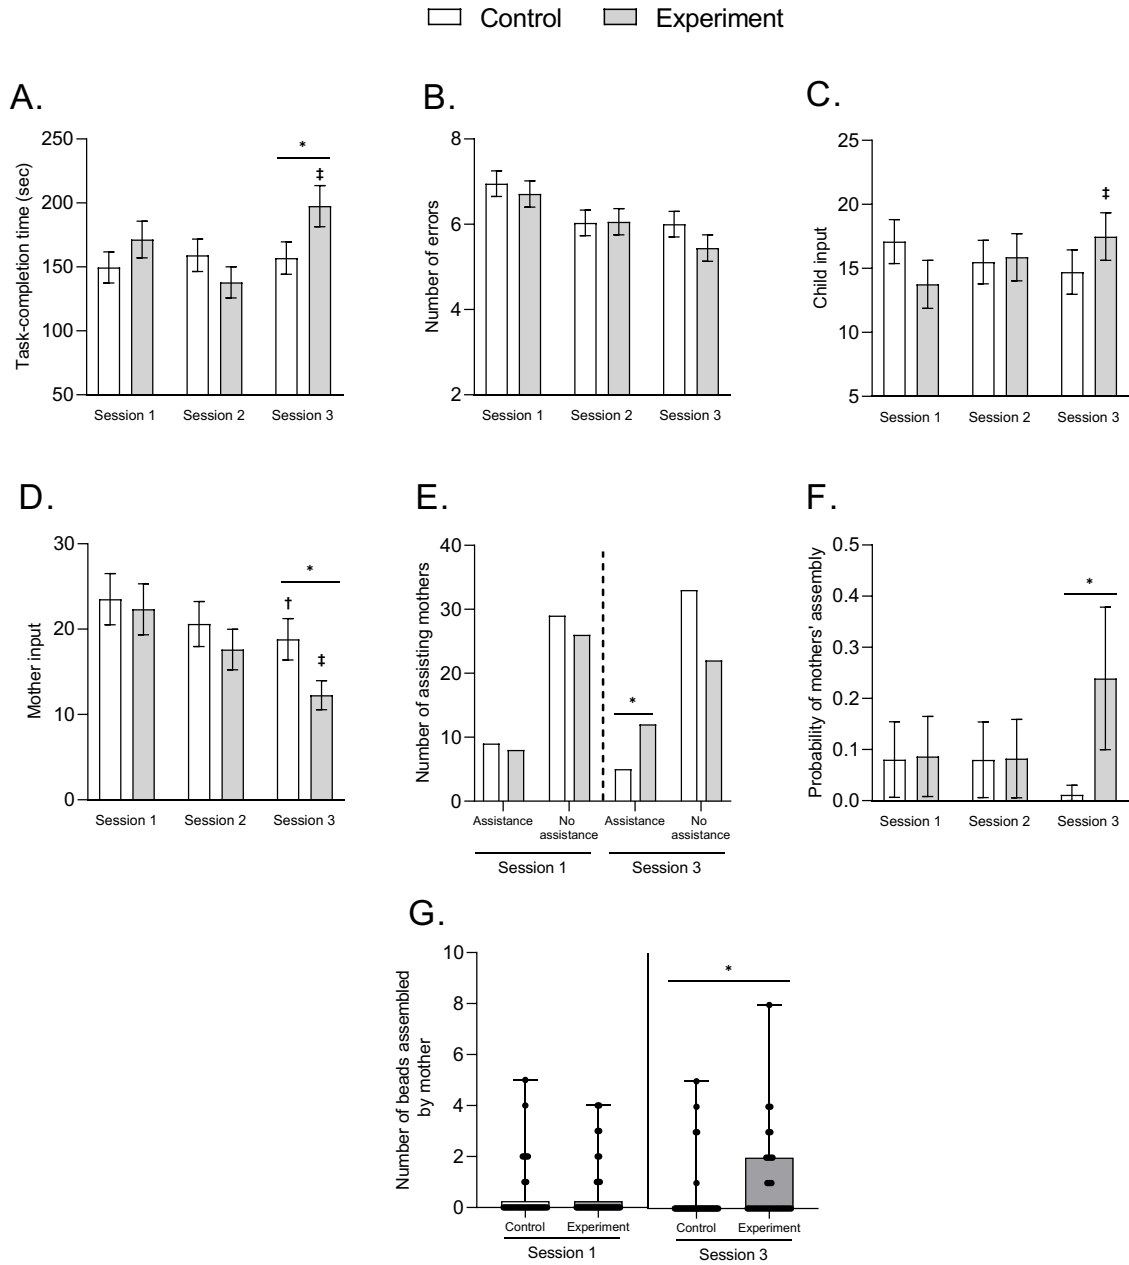 Control Experiment
A.
Task-completion time (sec)
250
200
150
100
50
*
‡
Session 1 Session 2 Session 3
B.
Number of errors
8
6
4
2
Session 1 Session 2 Session 3
C.
Child input
25
20
15
10
5
‡
Session 1 Session 2 Session 3
D.
Mother input
30
20
10
0
*
†
‡
Session 1 Session 2 Session 3
E.
Number of assisting mothers
40
30
20
10
0
*
Assistance No Assistance No
assistance assistance
Session 1 Session 3
F.
Probability of mothers' assembly
0.5
0.4
0.3
0.2
0.1
0.0
*
Session 1 Session 2 Session 3
G.
Number of beads assembled
by mother
10
8
6
4
2
0
*
Control Experiment Control Experiment
Session 1 Session 3